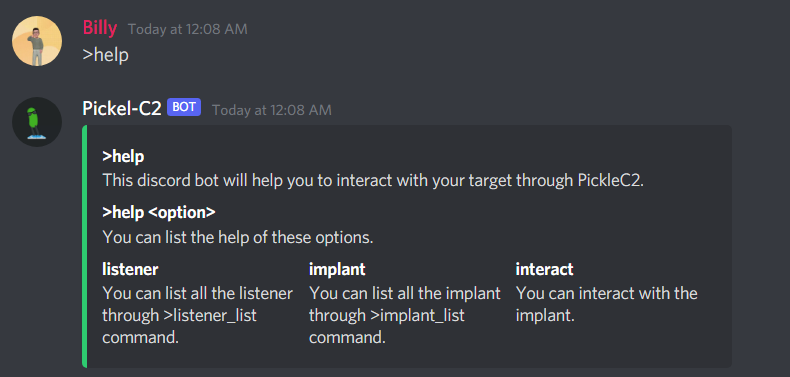 Billy Today at 12:08 AM
>help
Pickel-C2 BOT Today at 12:08 AM
>help
This discord bot will help you to interact with your target through PickleC2.
>help <option>
You can list the help of these options.
listener
You can list all the listener
through >listener_list
command.
implant
You can list all the implant
through >implant_list
command.
interact
You can interact with the
implant.